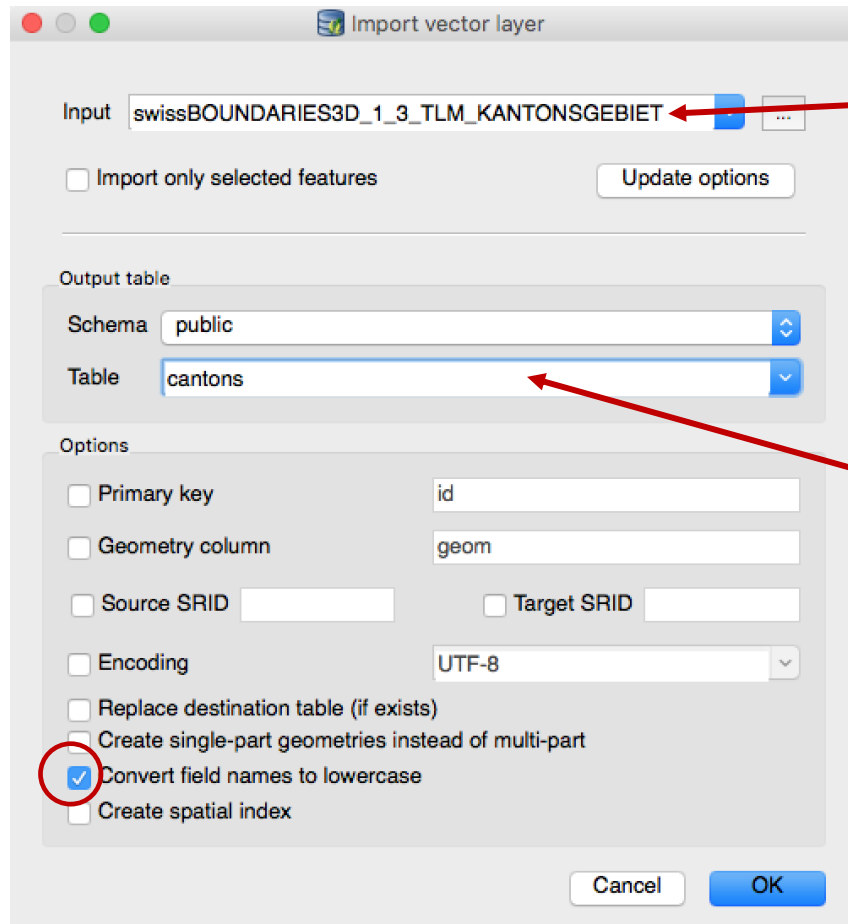 Import vector layer
Input swissBOUNDARIES3D_1_3_TLM_KANTONSGEBIET ...
Import only selected features Update options
Output table
Schema public
Table cantons
Options
Primary key id
Geometry column geom
Source SRID Target SRID
Encoding UTF-8
Replace destination table (if exists)
Create single-part geometries instead of multi-part
Convert field names to lowercase
Create spatial index
Cancel OK